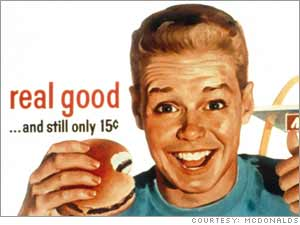 real good
...and still only 15¢
COURTESY: MCDONALDS